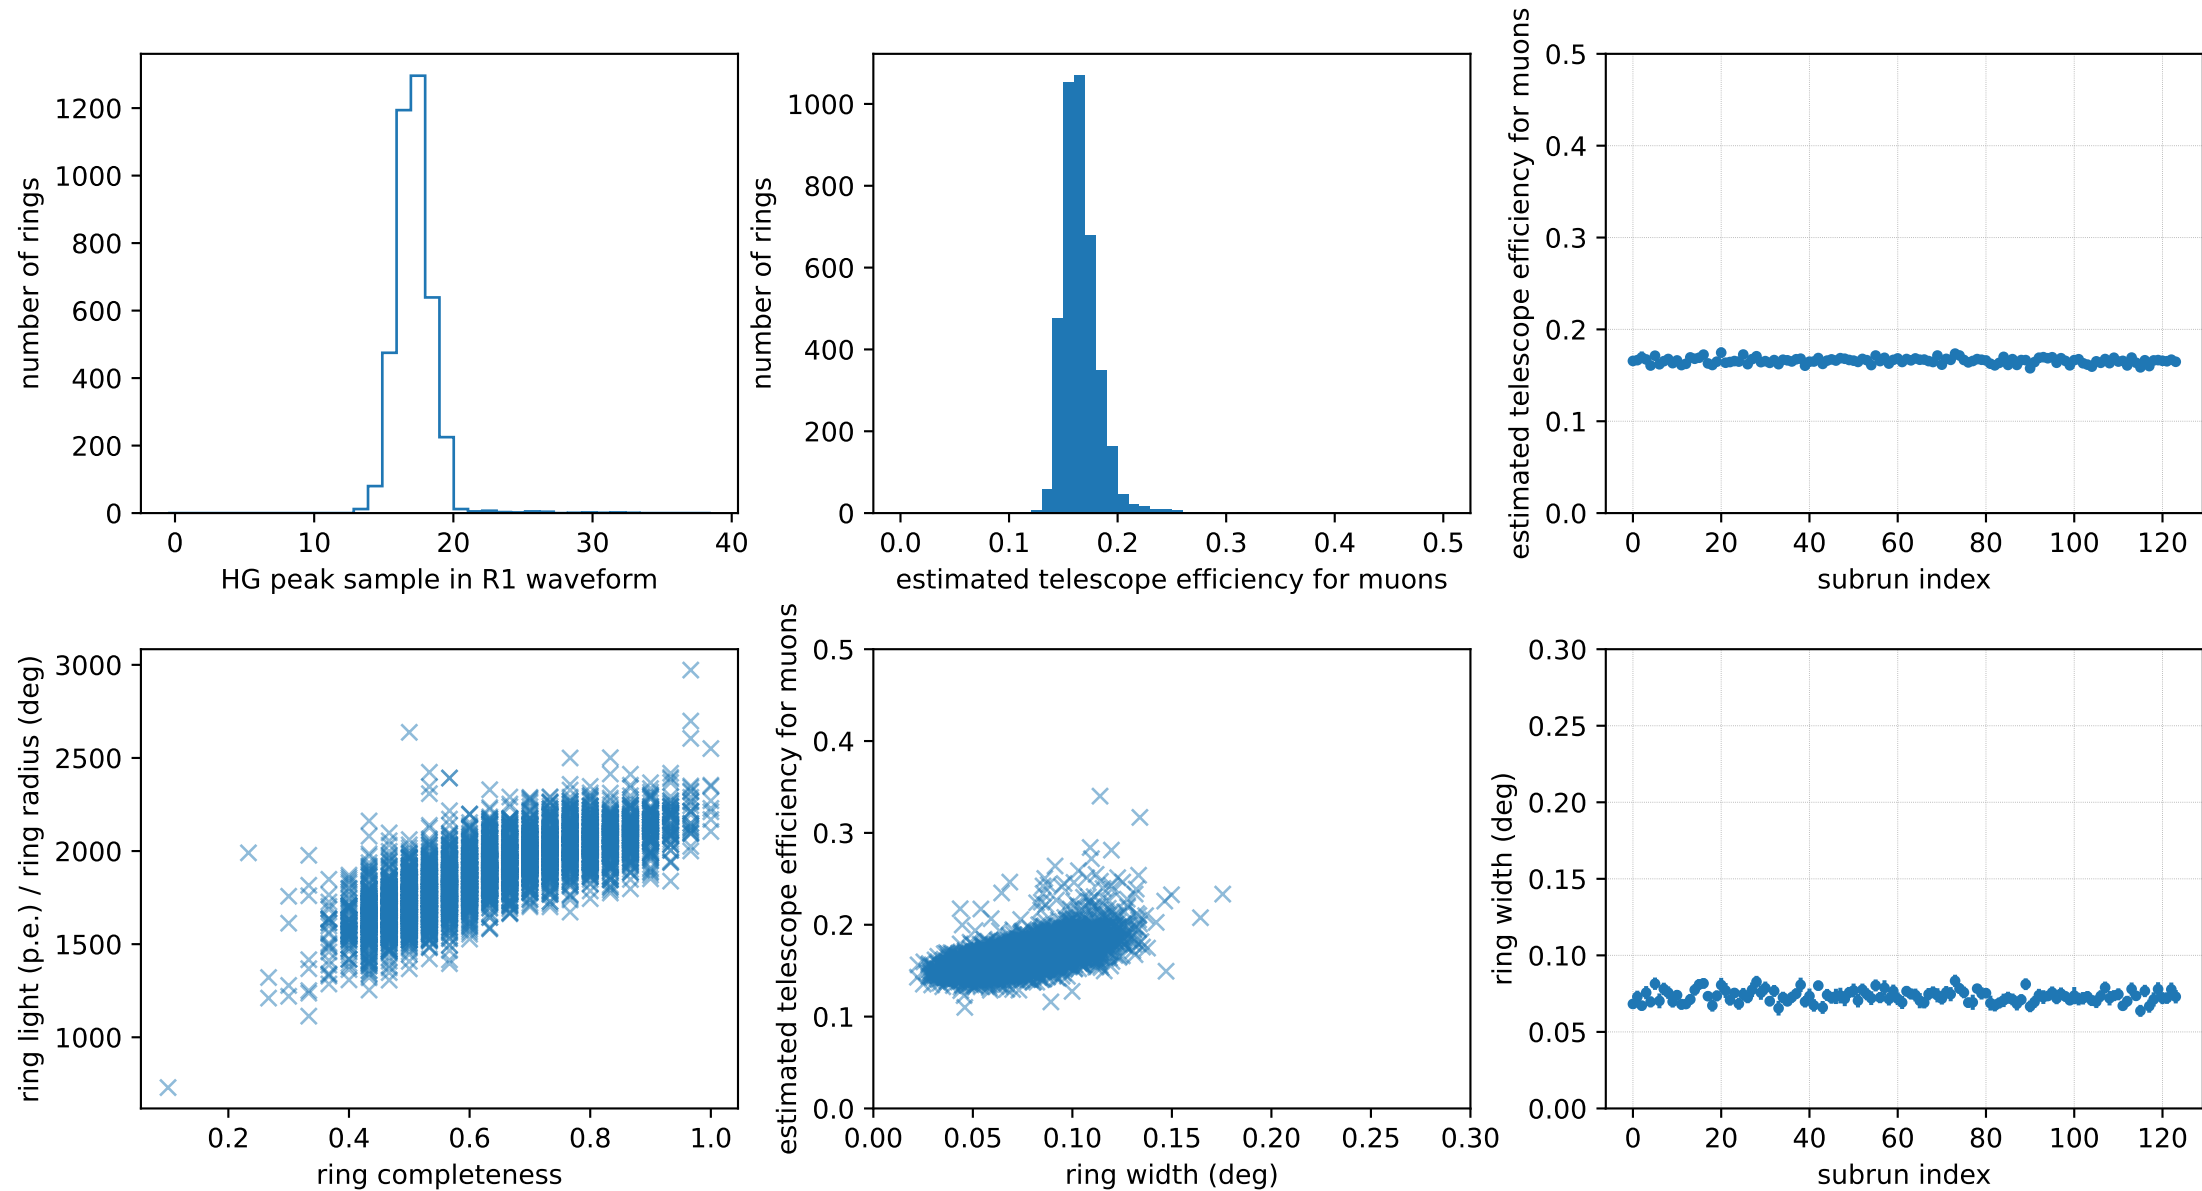 number of rings
0
200
400
600
800
1000
1200
0 10 20 30 40
HG peak sample in R1 waveform
number of rings
0
200
400
600
800
1000
0.0 0.1 0.2 0.3 0.4 0.5
estimated telescope efficiency for muons
estimated telescope efficiency for muons
0.5
0.4
0.3
0.2
0.1
0.0
0 20 40 60 80 100 120
subrun index
ring light (p.e.) / ring radius (deg)
3000
2500
2000
1500
1000
0.2 0.4 0.6 0.8 1.0
ring completeness
estimated telescope efficiency for muons
0.5
0.4
0.3
0.2
0.1
0.0
0.00 0.05 0.10 0.15 0.20 0.25 0.30
ring width (deg)
ring width (deg)
0.30
0.25
0.20
0.15
0.10
0.05
0.00
0 20 40 60 80 100 120
subrun index